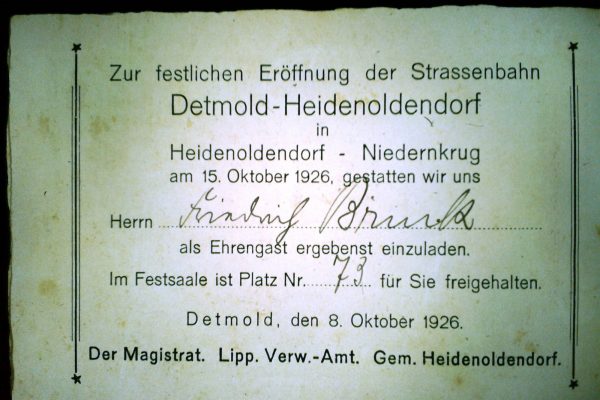 Zur festlichen Eröffnung der Strassenbahn
Detmold-Heidenoldendorf
in
Heidenoldendorf - Niedernkrug
am 15. Oktober 1926, gestatten wir uns
Herrn Friedrich
als Ehrengast ergebenst einzuladen.
Im Festsaale ist Platz Nr. 73 für Sie freigehalten.
Detmold, den 8. Oktober 1926.
Der Magistrat. Lipp. Verw.-Amt. Gem. Heidenoldendorf.